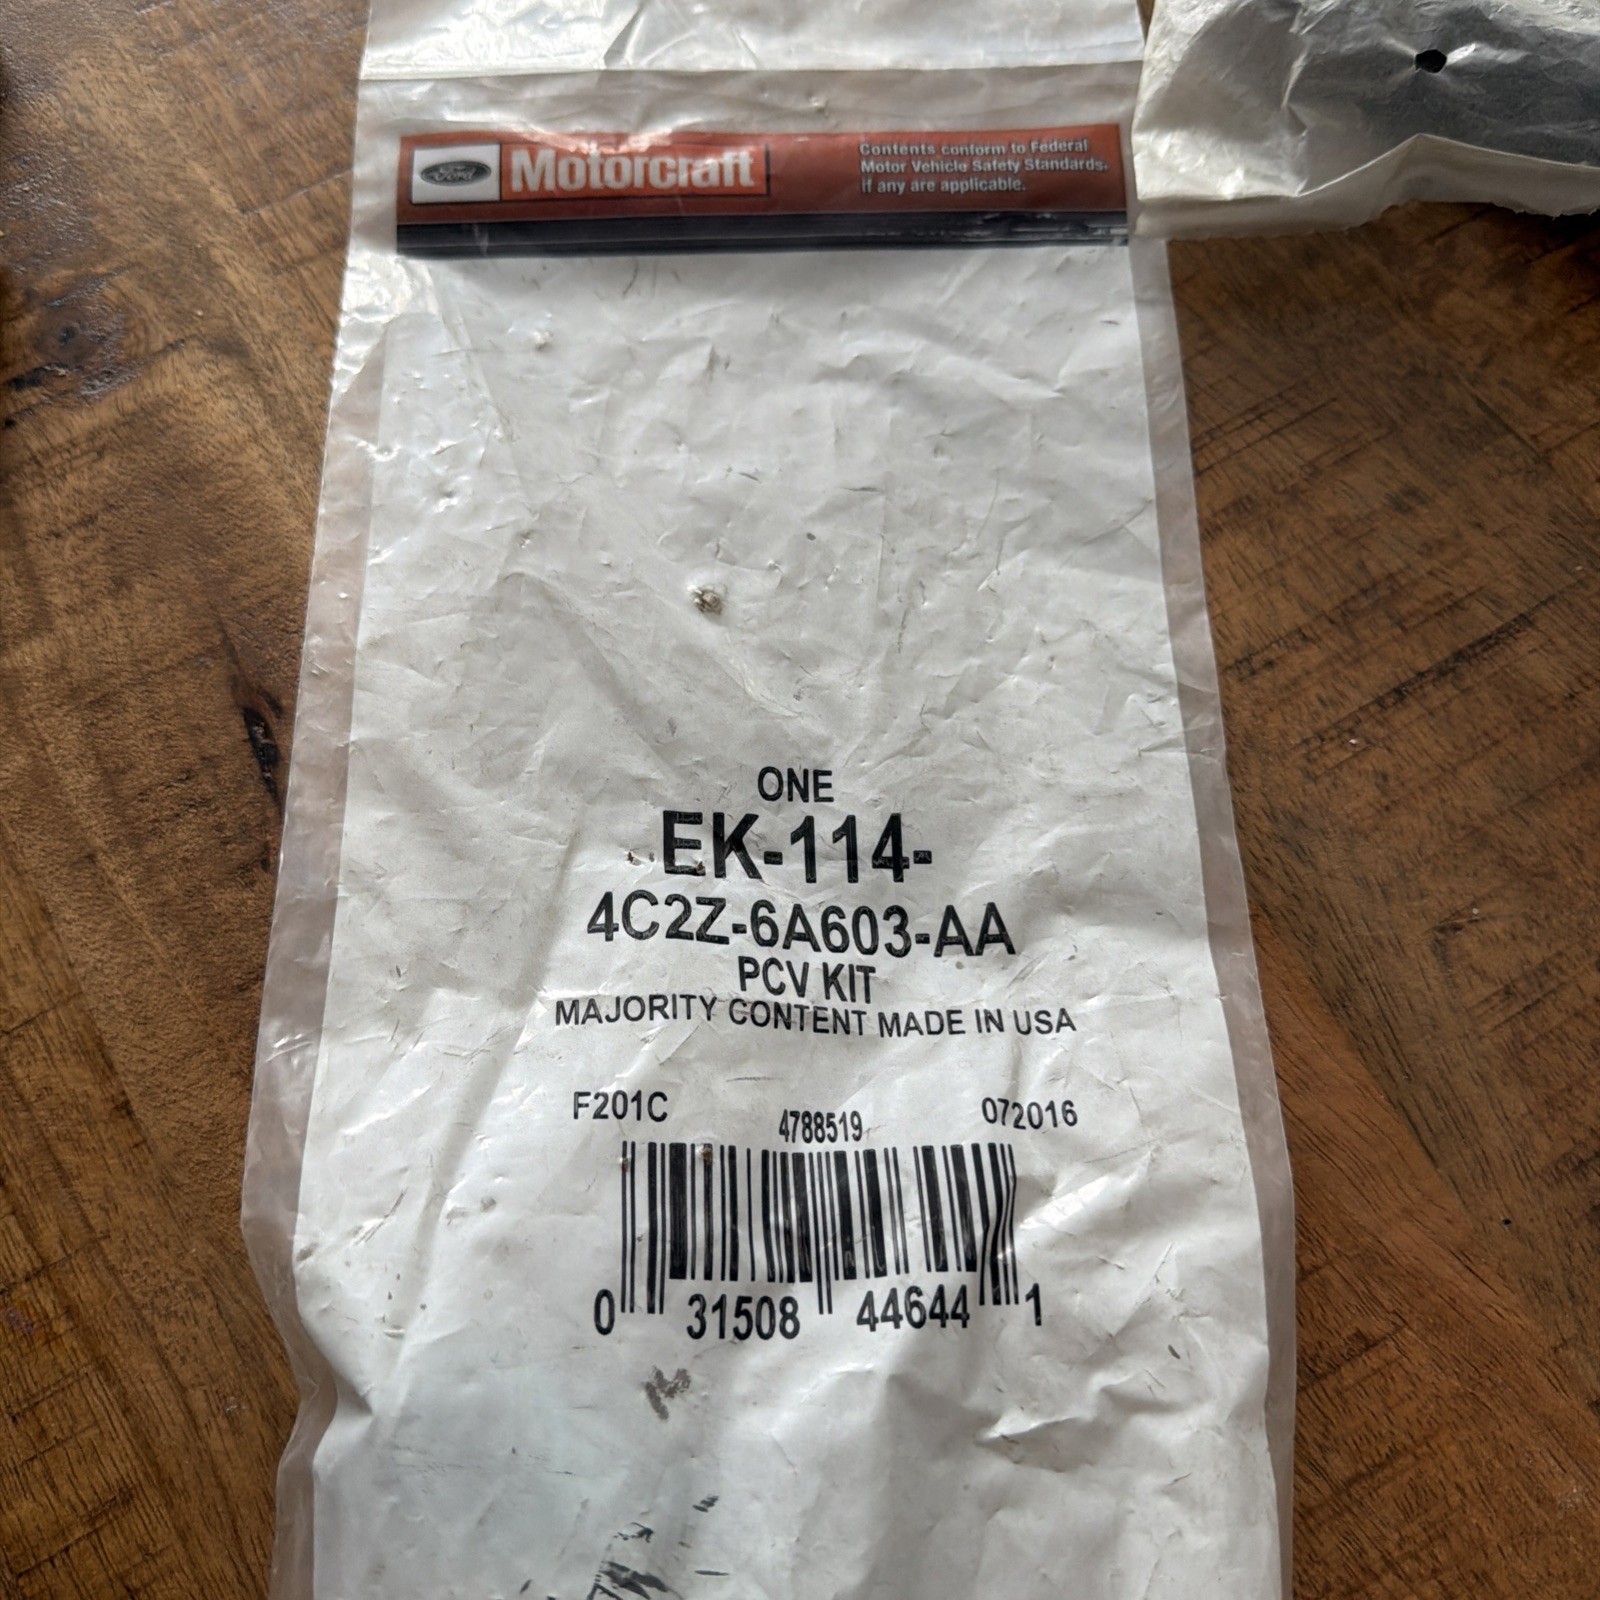 Ford
Motorcraft
Contents conform to Federal
Motor Vehicle Safety Standards,
if any are applicable.
ONE
EK-114-
4C2Z-6A603-AA
PCV KIT
MAJORITY CONTENT MADE IN USA
F201C
4788519
072016
0 31508 44644 1